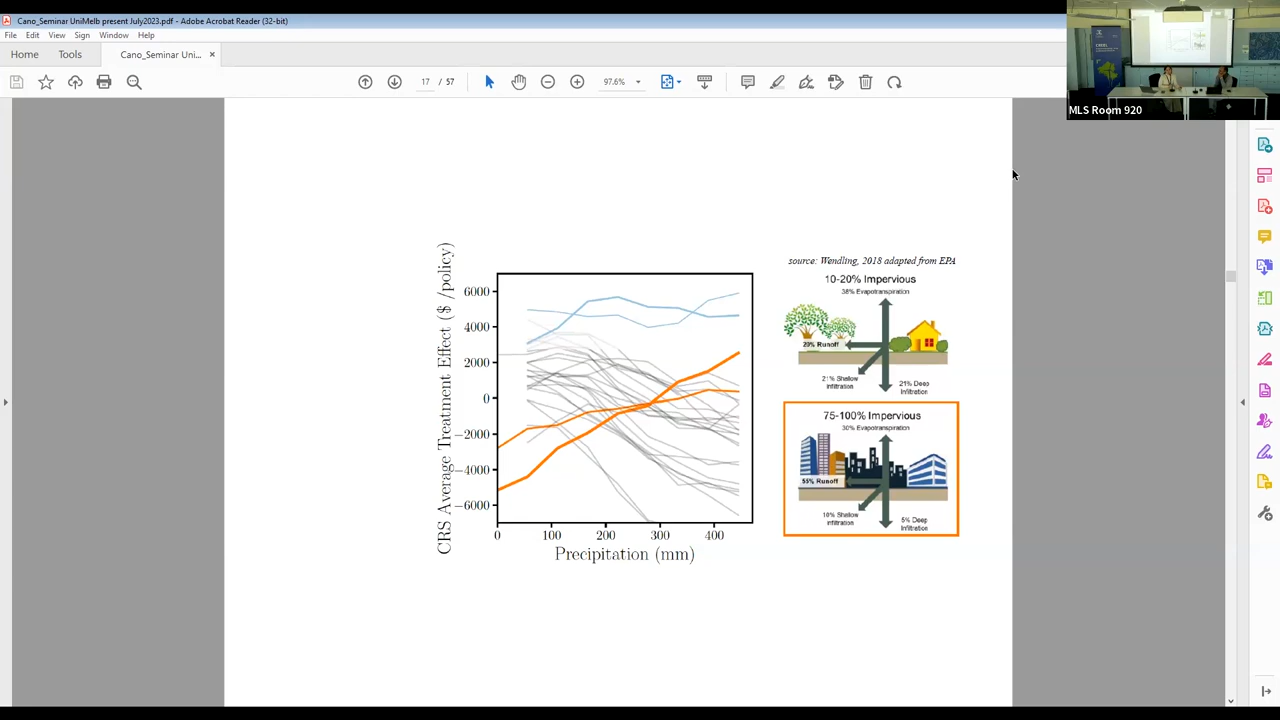 Cano_Seminar UniMelb present July2023.pdf - Adobe Acrobat Reader (32-bit)
File Edit View Sign Window Help
Home Tools Cano_Seminar Uni... ×
17 / 57 97.6%
MLS Room 920
source: Wendling, 2018 adapted from EPA
10-20% Impervious
38% Evapotranspiration
20% Runoff
21% Shallow
Infiltration
21% Deep
Infiltration
75-100% Impervious
30% Evapotranspiration
55% Runoff
10% Shallow
Infiltration
5% Deep
Infiltration
CRS Average Treatment Effect ($ /policy)
6000
4000
2000
0
−2000
−4000
−6000
0 100 200 300 400
Precipitation (mm)